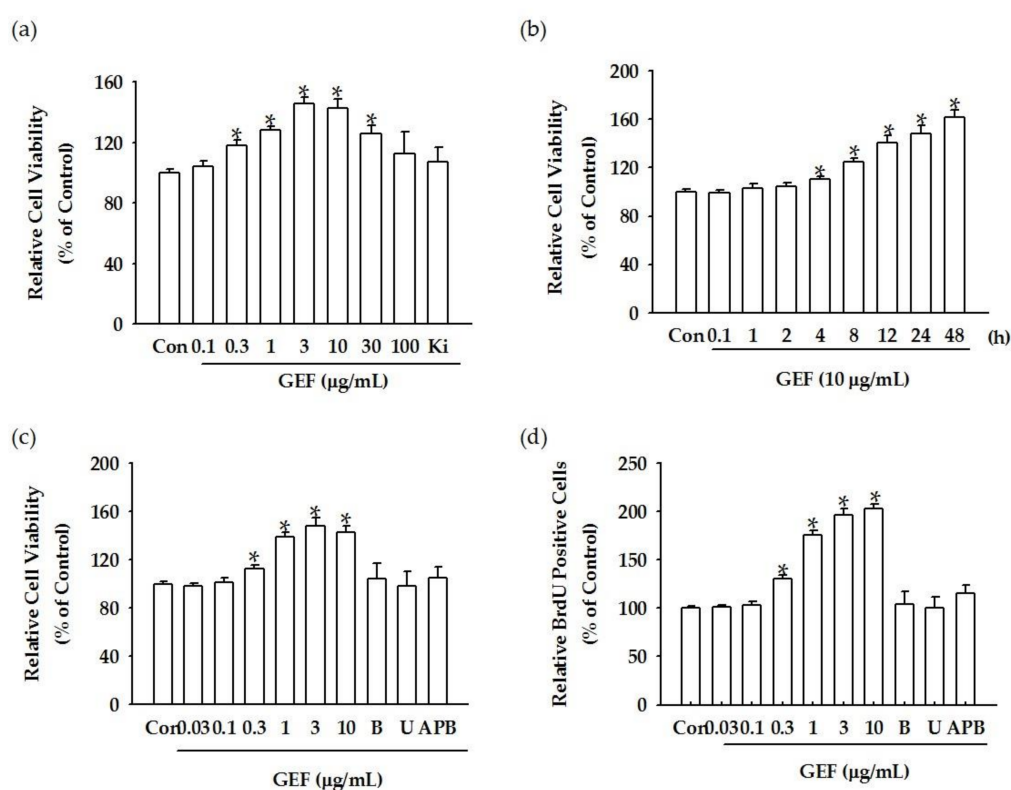 (a)
Relative Cell Viability
(% of Control)
160
120
80
40
0
* * * * *
Con 0.1 0.3 1 3 10 30 100 Ki
GEF (µg/mL)
(b)
Relative Cell Viability
(% of Control)
200
160
120
80
40
0
* * * * *
Con 0.1 1 2 4 8 12 24 48 (h)
GEF (10 µg/mL)
(c)
Relative Cell Viability
(% of Control)
200
160
120
80
40
0
* * * *
Con 0.03 0.1 0.3 1 3 10 B U APB
GEF (µg/mL)
(d)
Relative BrdU Positive Cells
(% of Control)
250
200
150
100
50
0
* * * *
Con 0.03 0.1 0.3 1 3 10 B U APB
GEF (µg/mL)